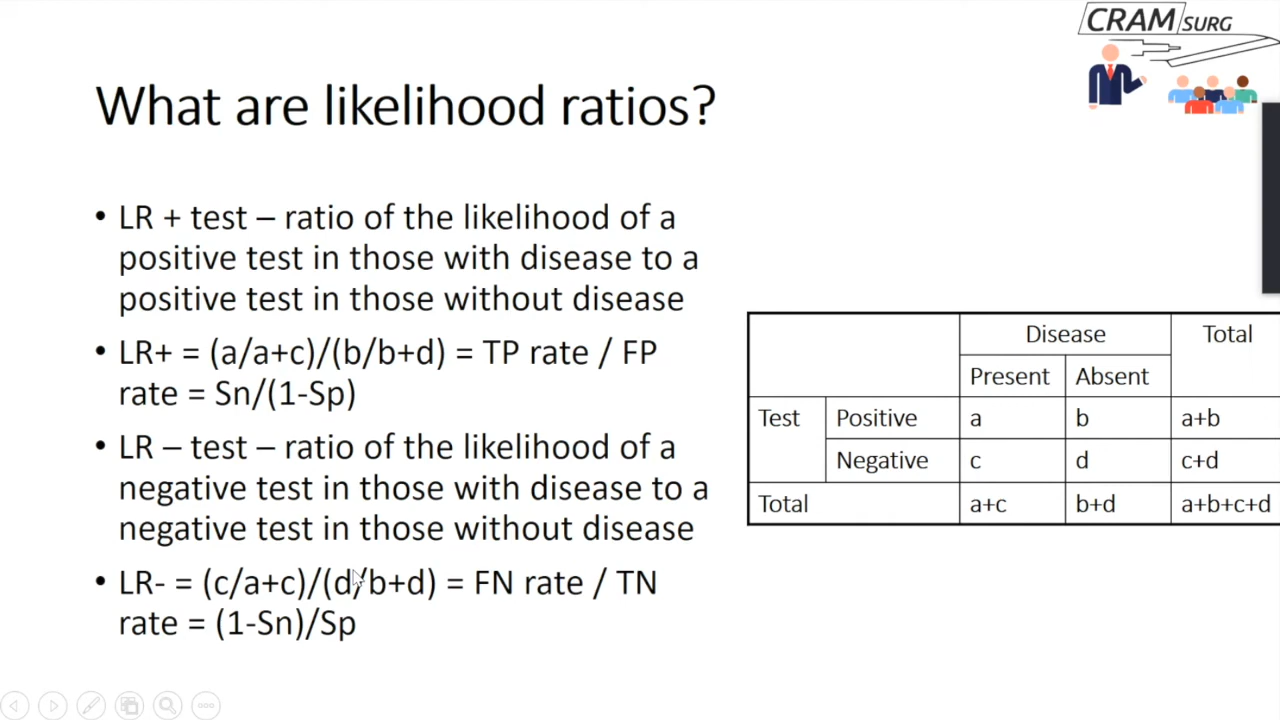 CRAM SURG
What are likelihood ratios?
• LR + test – ratio of the likelihood of a
positive test in those with disease to a
positive test in those without disease
• LR+ = (a/a+c)/(b/b+d) = TP rate / FP
rate = Sn/(1-Sp)
• LR – test – ratio of the likelihood of a
negative test in those with disease to a
negative test in those without disease
• LR- = (c/a+c)/(d/b+d) = FN rate / TN
rate = (1-Sn)/Sp
Disease Total
Present Absent
Test Positive a b a+b
Negative c d c+d
Total a+c b+d a+b+c+d